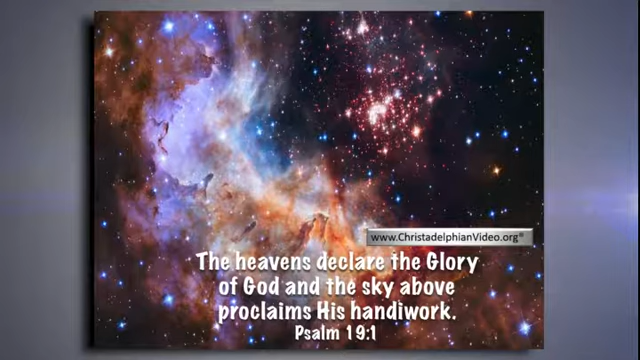 www.ChristadelphianVideo.org®
The heavens declare the Glory
of God and the sky above
proclaims His handiwork.
Psalm 19:1